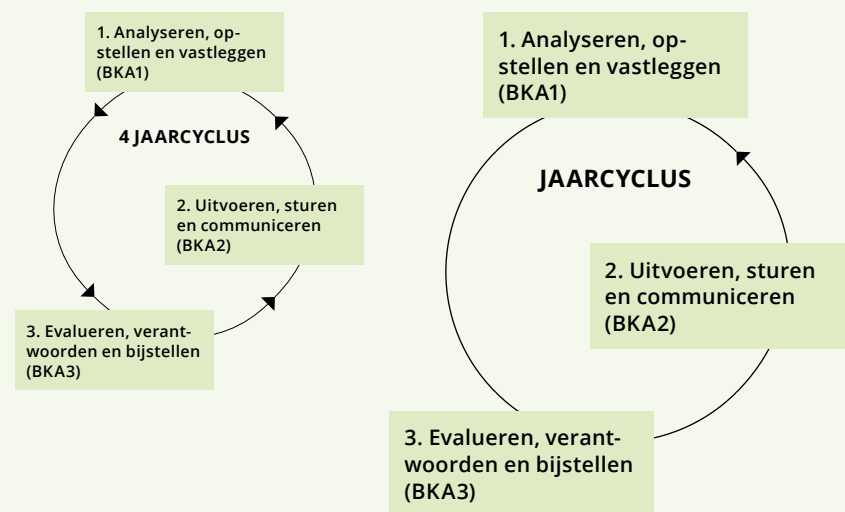 1. Analyseren, op-
stellen en vastleggen
(BKA1)
4 JAARCYCLUS
2. Uitvoeren, sturen
en communiceren
(BKA2)
3. Evalueren, verant-
woorden en bijstellen
(BKA3)
1. Analyseren, op-
stellen en vastleggen
(BKA1)
JAARCYCLUS
2. Uitvoeren, sturen
en communiceren
(BKA2)
3. Evalueren, verant-
woorden en bijstellen
(BKA3)